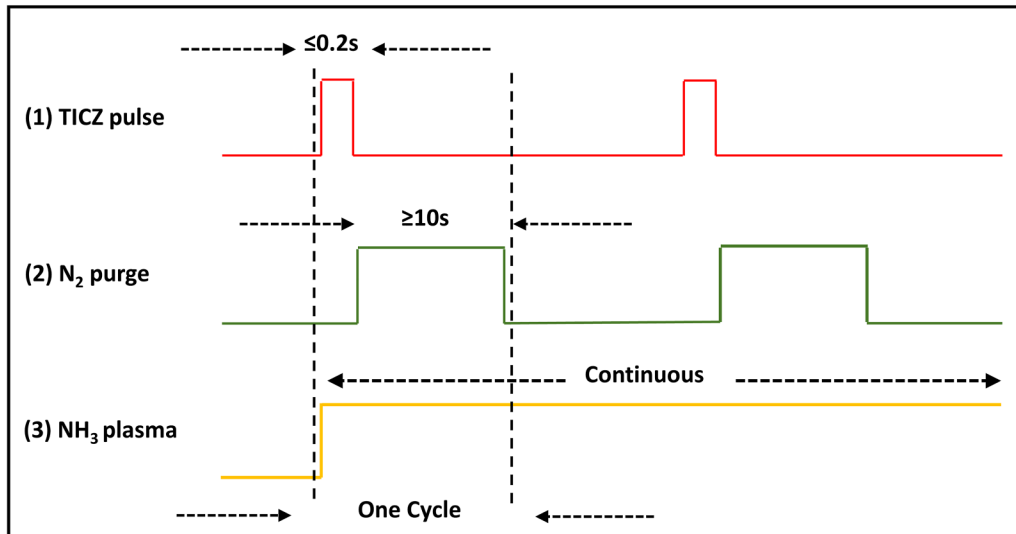 ≤0.2s
(1) TICZ pulse
≥10s
(2) N₂ purge
Continuous
(3) NH₃ plasma
One Cycle